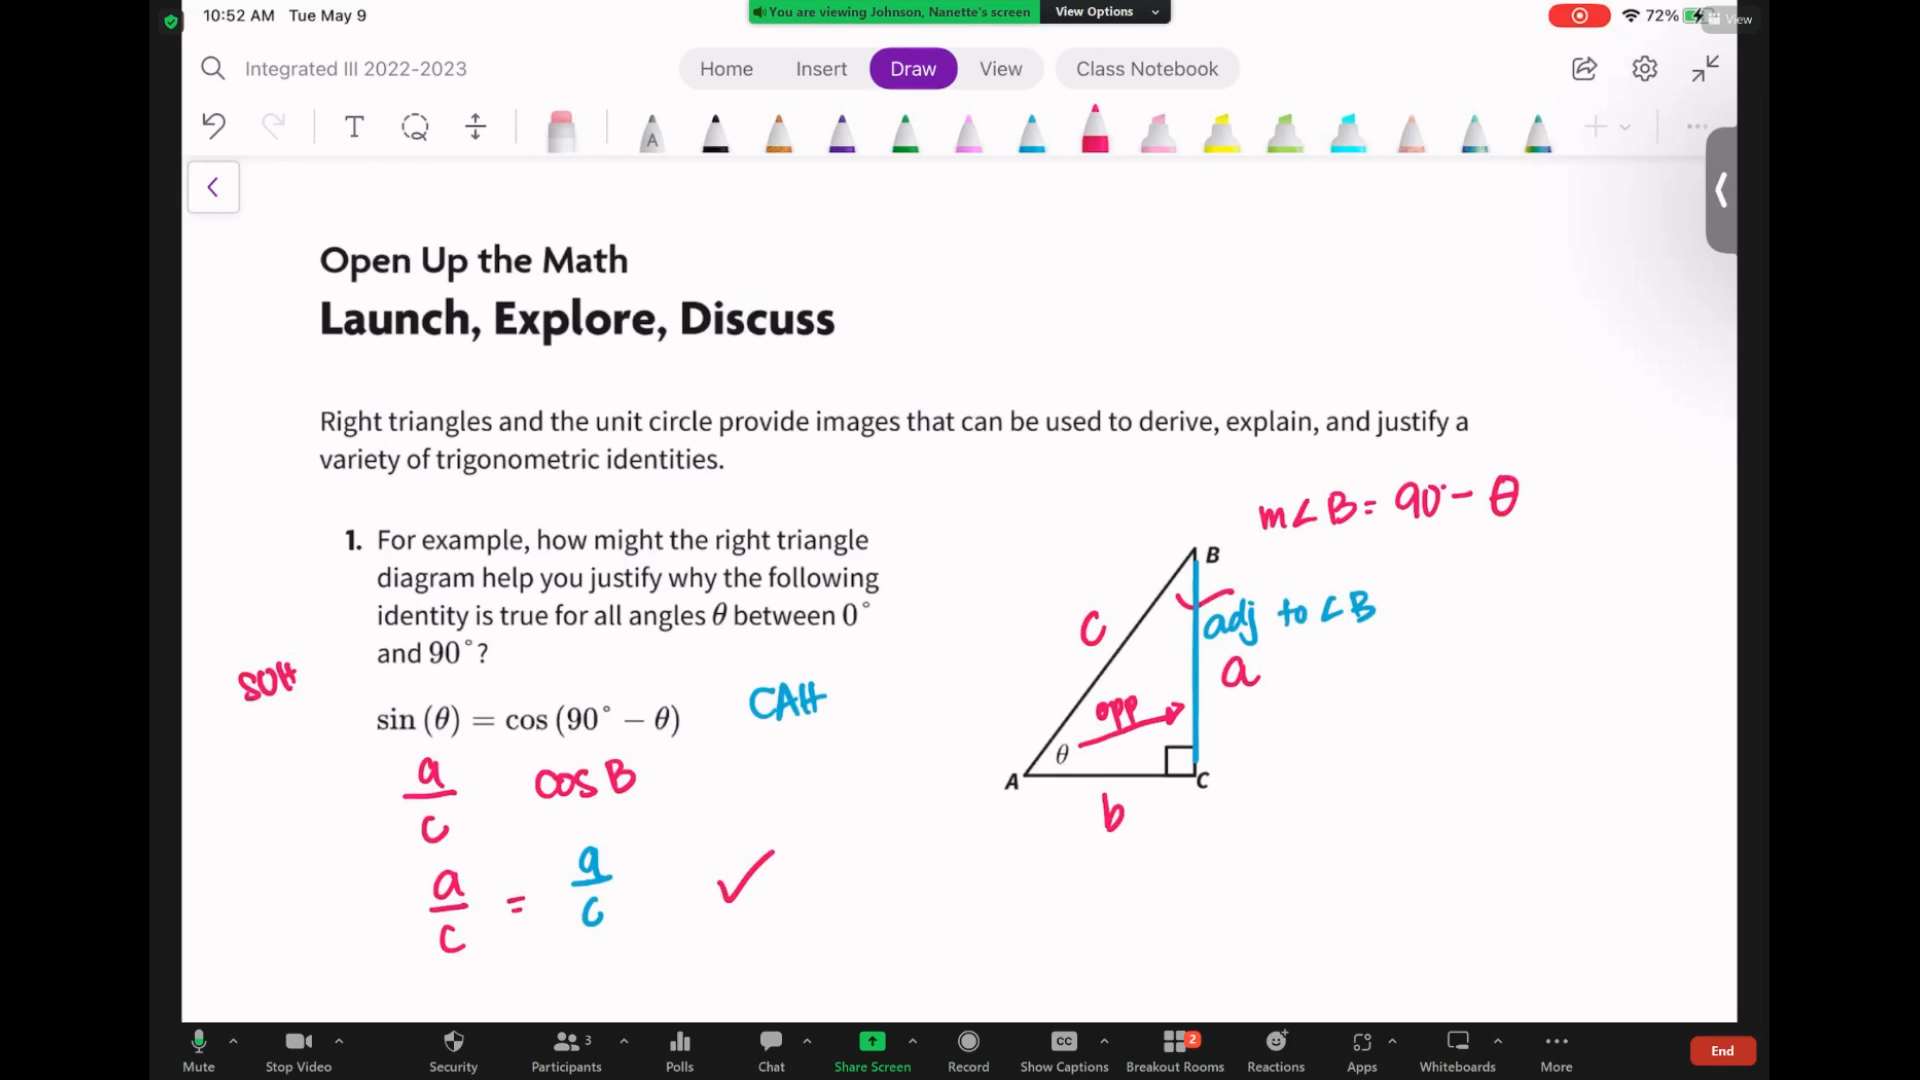 10:52 AM Tue May 9
You are viewing Johnson, Nanette's screen View Options
72%
View
Integrated III 2022-2023
Home Insert Draw View Class Notebook
T
A
Open Up the Math
Launch, Explore, Discuss
Right triangles and the unit circle provide images that can be used to derive, explain, and justify a
variety of trigonometric identities.
m∠B = 90° - θ
1. For example, how might the right triangle
diagram help you justify why the following
identity is true for all angles θ between 0°
and 90°?
SOH
sin (θ) = cos (90° − θ)
CAH
a/c cos B
a/c = a/c ✓
B
c
adj to ∠B
a
opp
θ
A
C
b
Mute
Stop Video
Security
3
Participants
Polls
Chat
Share Screen
Record
CC
Show Captions
2
Breakout Rooms
Reactions
Apps
Whiteboards
More
End